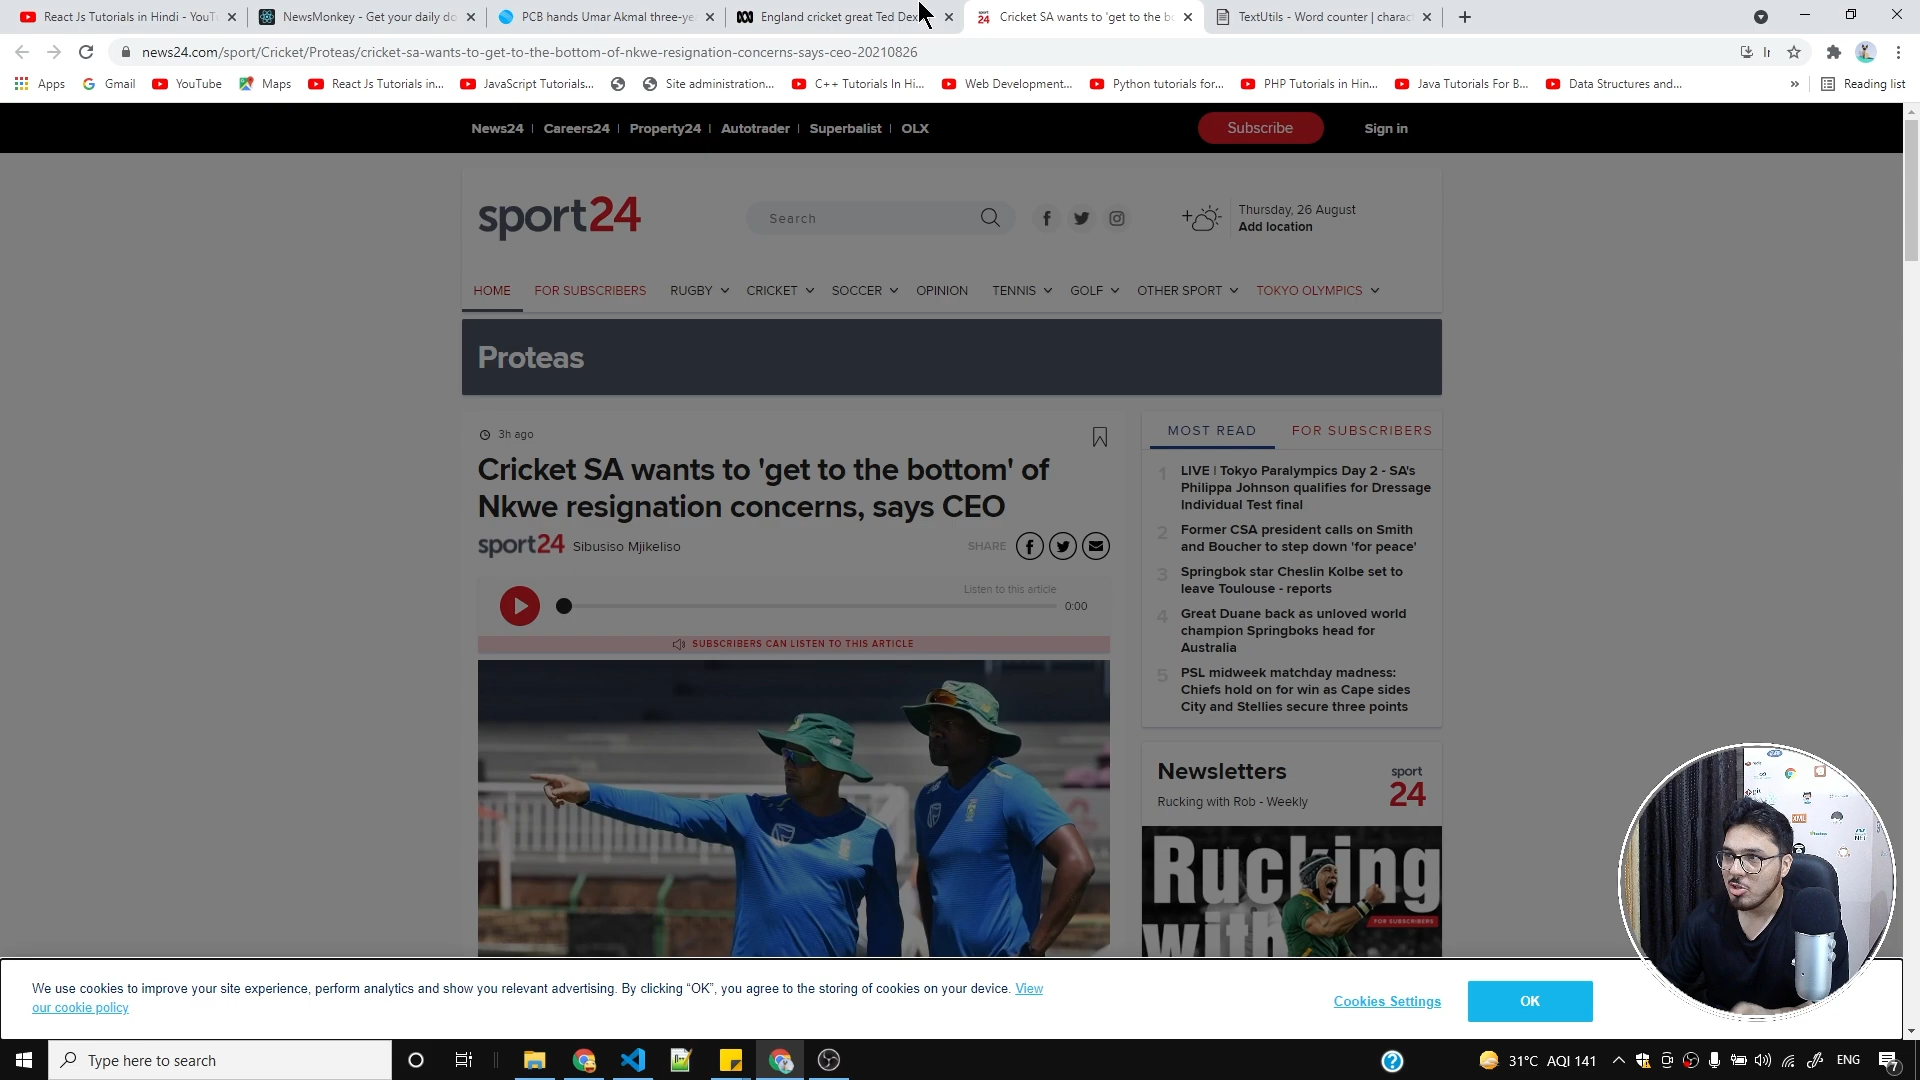 React Js Tutorials in Hindi - YouT
NewsMonkey - Get your daily do
PCB hands Umar Akmal three-ye
England cricket great Ted Dex
Cricket SA wants to 'get to the bo
TextUtils - Word counter | charac
news24.com/sport/Cricket/Proteas/cricket-sa-wants-to-get-to-the-bottom-of-nkwe-resignation-concerns-says-ceo-20210826
Apps
Gmail
YouTube
Maps
React Js Tutorials in...
JavaScript Tutorials...
Site administration...
C++ Tutorials In Hi...
Web Development...
Python tutorials for...
PHP Tutorials in Hin...
Java Tutorials For B...
Data Structures and...
Reading list
News24 | Careers24 | Property24 | Autotrader | Superbalist | OLX
Subscribe
Sign in
sport24
Search
Thursday, 26 August
Add location
HOME FOR SUBSCRIBERS RUGBY CRICKET SOCCER OPINION TENNIS GOLF OTHER SPORT TOKYO OLYMPICS
Proteas
3h ago
Cricket SA wants to 'get to the bottom' of
Nkwe resignation concerns, says CEO
sport24 Sibusiso Mjikeliso
SHARE
Listen to this article
0:00
SUBSCRIBERS CAN LISTEN TO THIS ARTICLE
MOST READ FOR SUBSCRIBERS
1 LIVE | Tokyo Paralympics Day 2 - SA's
Philippa Johnson qualifies for Dressage
Individual Test final
2 Former CSA president calls on Smith
and Boucher to step down 'for peace'
3 Springbok star Cheslin Kolbe set to
leave Toulouse - reports
4 Great Duane back as unloved world
champion Springboks head for
Australia
5 PSL midweek matchday madness:
Chiefs hold on for win as Cape sides
City and Stellies secure three points
Newsletters
Rucking with Rob - Weekly
sport
24
Rucking
with
FOR SUBSCRIBERS
We use cookies to improve your site experience, perform analytics and show you relevant advertising. By clicking “OK”, you agree to the storing of cookies on your device. View
our cookie policy
Cookies Settings
OK
Type here to search
31°C AQI 141
ENG
7